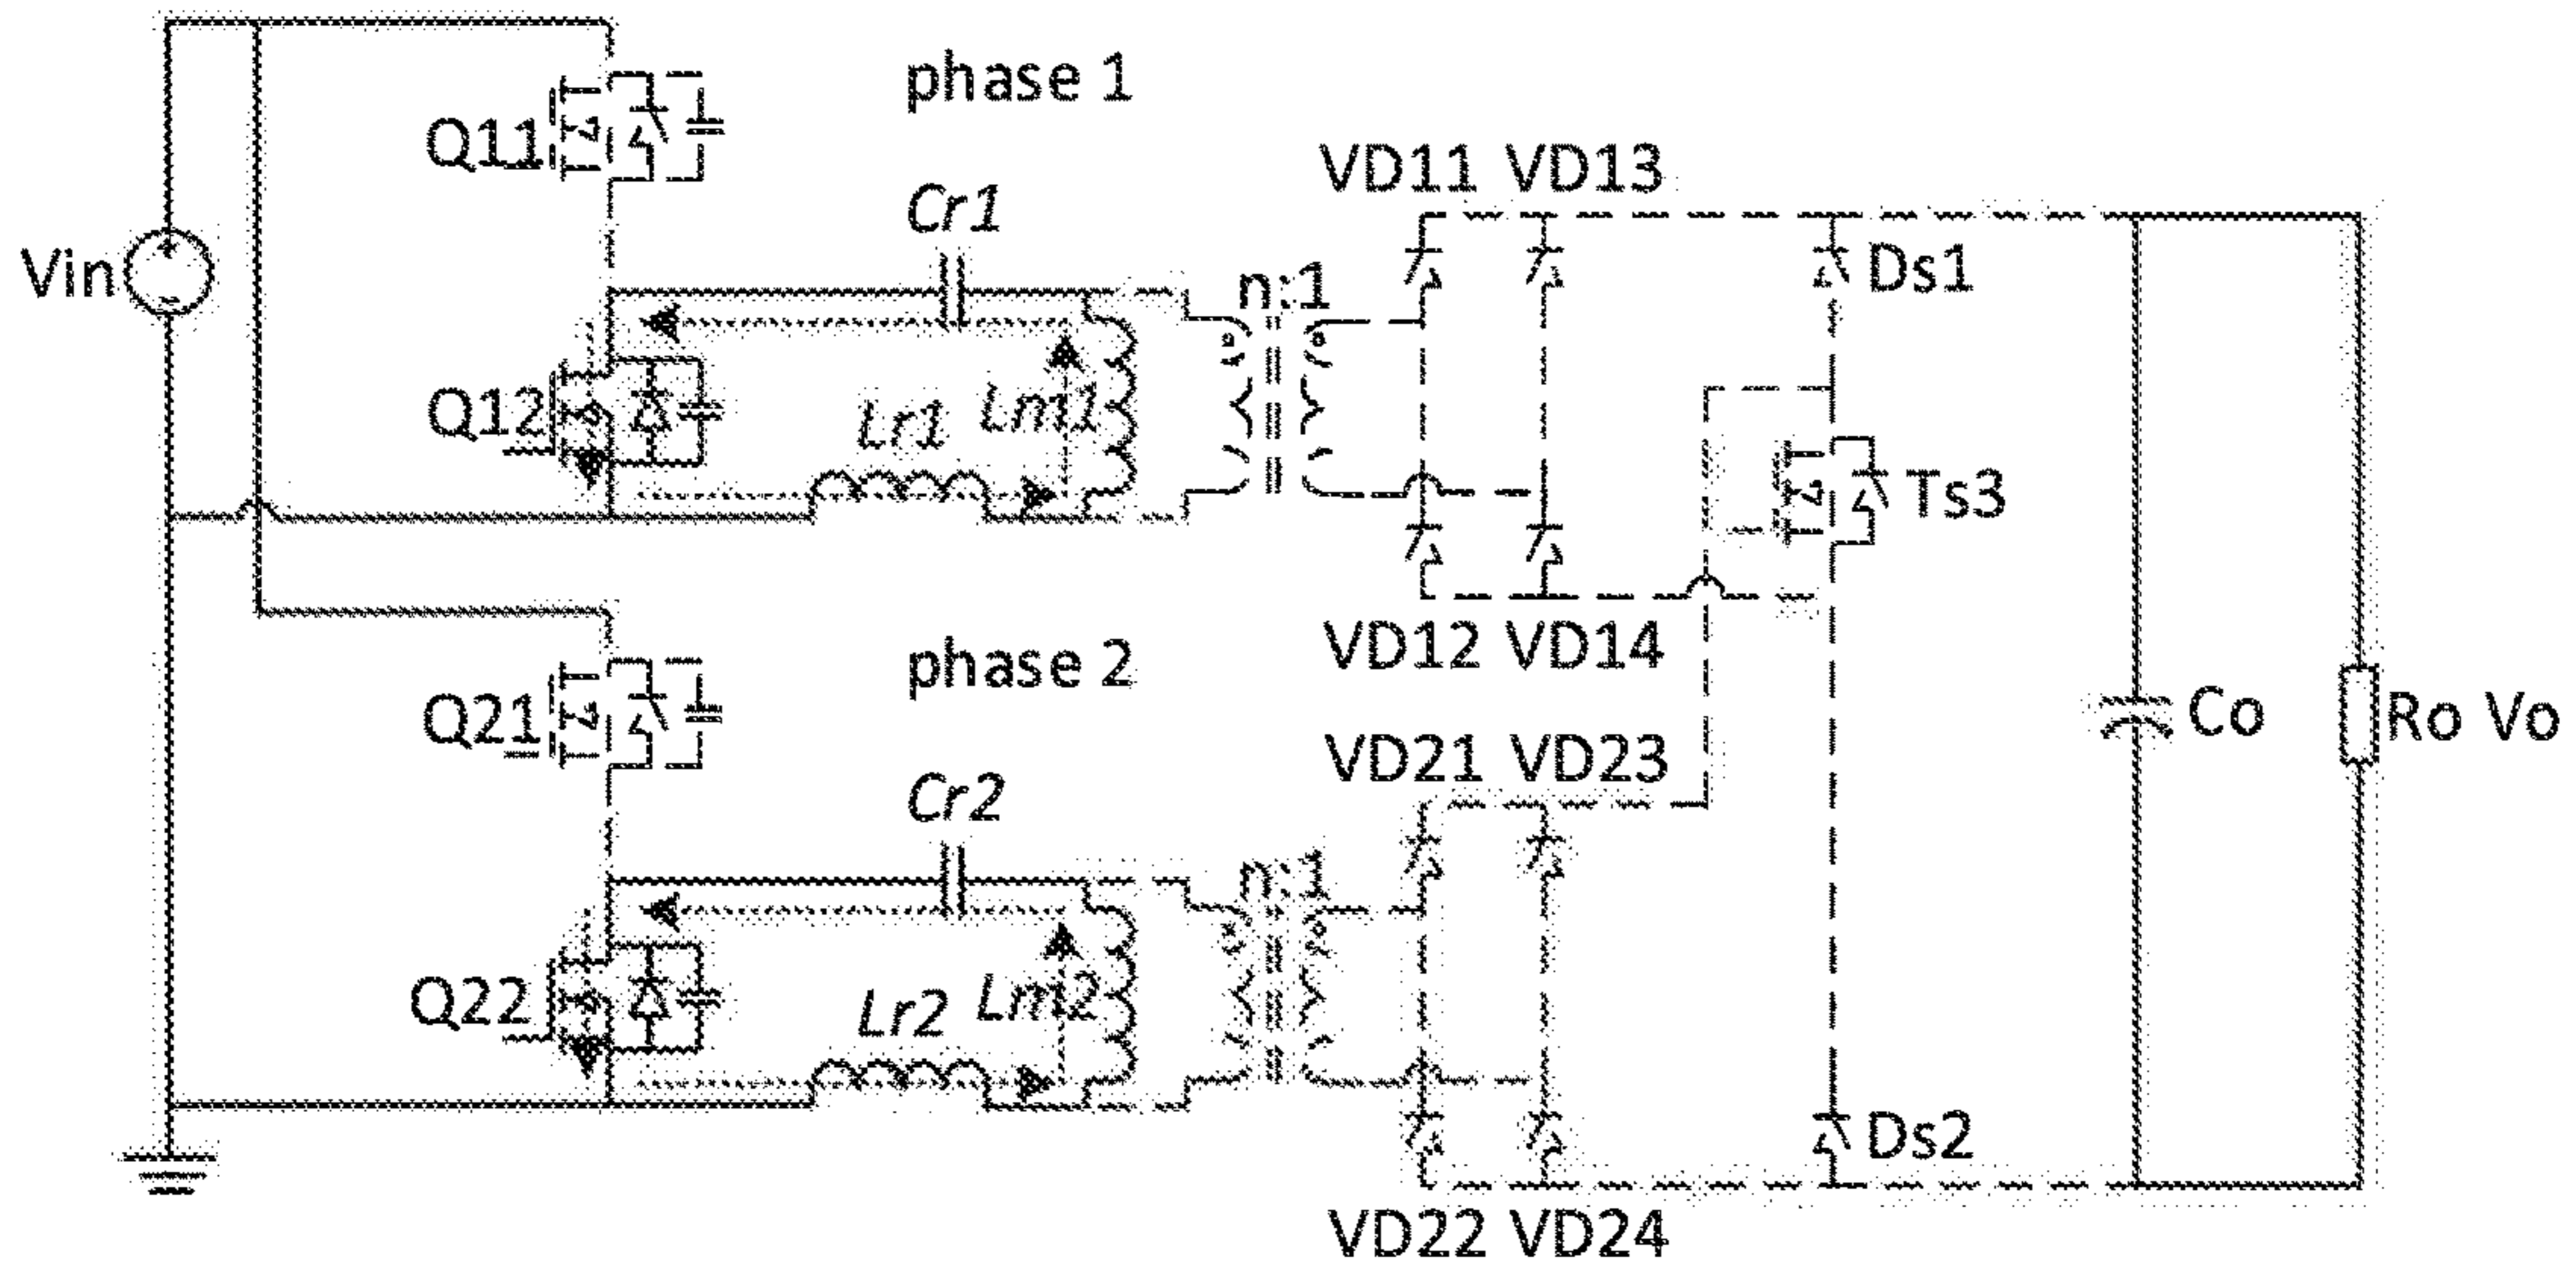 phase 1
Q11
VD11 VD13
Cr1
Vin
n:1
Ds1
Q12
Lr1
Lm1
Ts3
VD12 VD14
phase 2
Q21
Co
Ro Vo
VD21 VD23
Cr2
n:1
Q22
Lr2
Lm2
Ds2
VD22 VD24